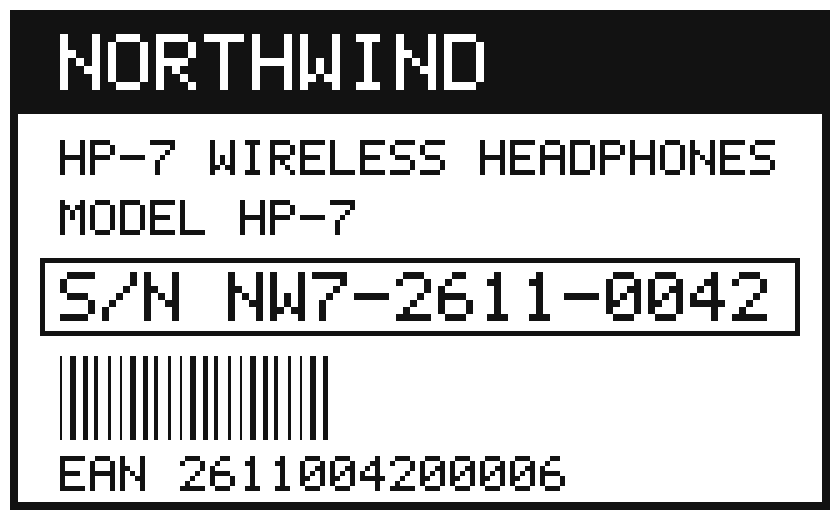 NORTHWIND
HP-7 WIRELESS HEADPHONES
MODEL HP-7
S/N NW7-2611-0042
EAN 2611004200006